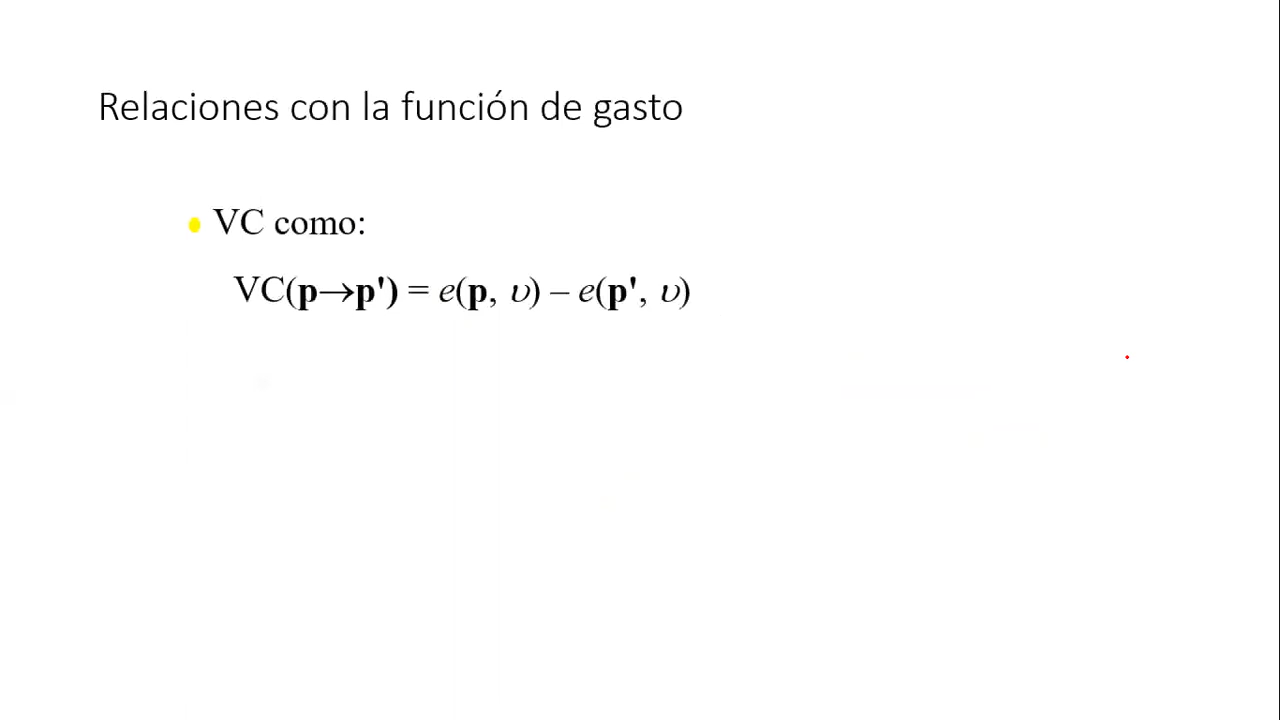 Relaciones con la función de gasto
• VC como:
VC(p→p') = e(p, υ) – e(p', υ)